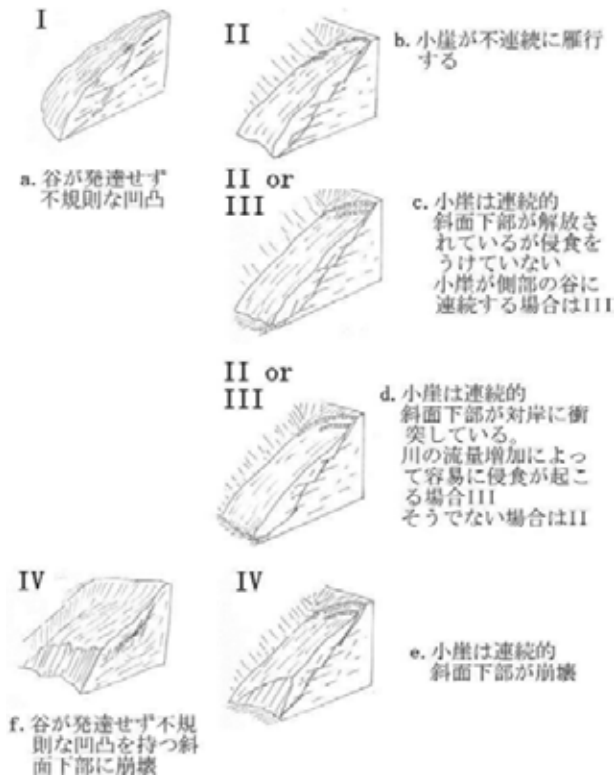 I
a. 谷が発達せず
不規則な凹凸
II
b. 小崖が不連続に雁行
する
II or
III
c. 小崖は連続的
斜面下部が解放さ
れているが侵食を
うけていない
小崖が側部の谷に
連続する場合はIII
II or
III
d. 小崖は連続的
斜面下部が対岸に衝
突している。
川の流量増加によっ
て容易に侵食が起こ
る場合III
そうでない場合はII
IV
f. 谷が発達せず不規
則な凹凸を持つ斜
面下部に崩壊
IV
e. 小崖は連続的
斜面下部が崩壊